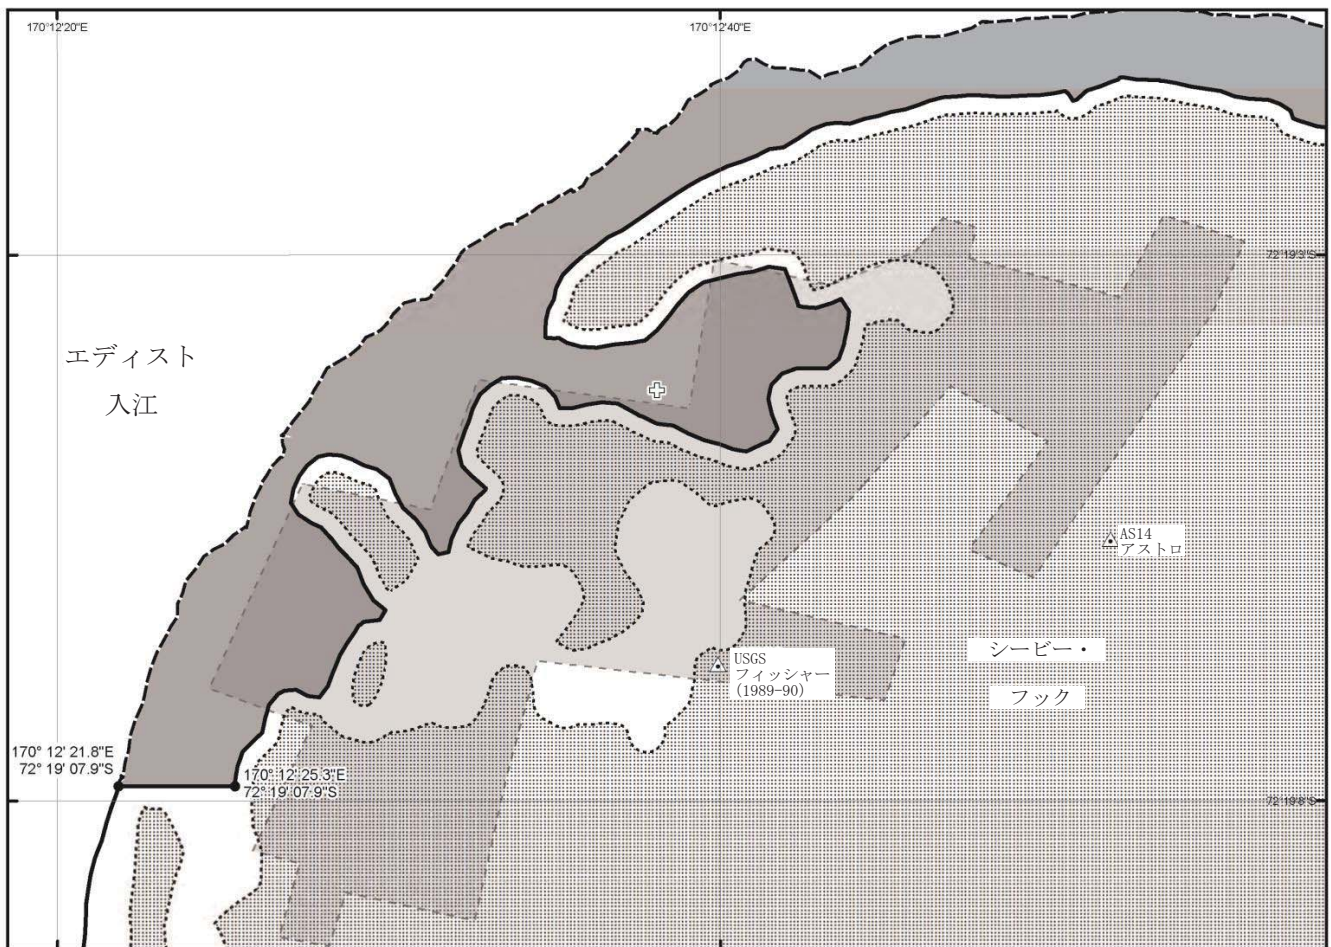 170°12'20"E
170°12'40"E
72°19'3"S
エディスト
入江
AS14
アストロ
シービー・
フック
USGS
フィッシャー
(1989-90)
170° 12' 21.8"E
72° 19' 07.9"S
170° 12' 25.3"E
72° 19' 07.9"S
72°19'8"S